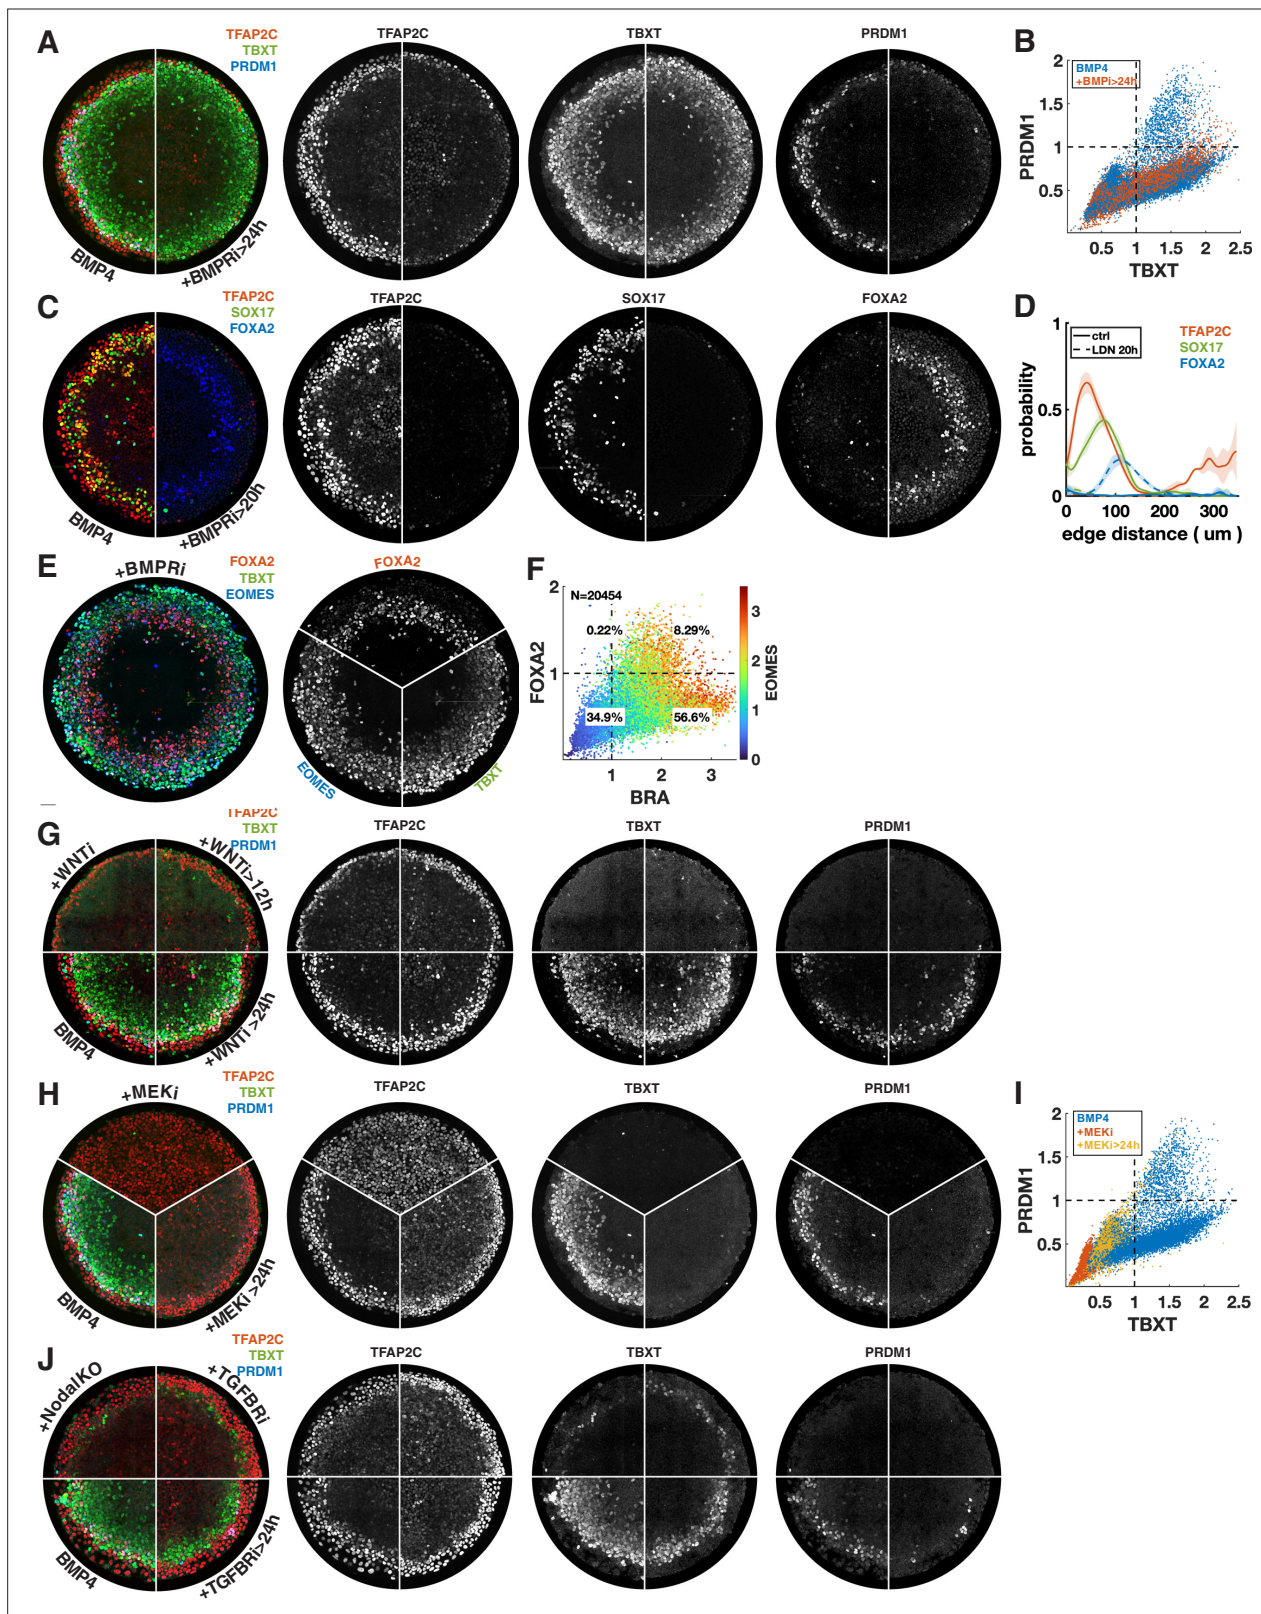 A
TFAP2C
TBXT
PRDM1
BMP4
+BMPRi>24h
TFAP2C
TBXT
PRDM1
B
BMP4
+BMPi>24h
PRDM1
2
1.5
1
0.5
0.5
1
1.5
2
2.5
TBXT
C
TFAP2C
SOX17
FOXA2
BMP4
+BMPRi>20h
TFAP2C
SOX17
FOXA2
D
ctrl
LDN 20h
TFAP2C
SOX17
FOXA2
probability
1
0.5
0
0
100
200
300
edge distance ( um )
E
+BMPRi
FOXA2
TBXT
EOMES
FOXA2
EOMES
TBXT
F
N=20454
0.22%
8.29%
34.9%
56.6%
FOXA2
2
1
1
2
3
BRA
3
2
1
0
EOMES
G
TFAP2C
TBXT
PRDM1
+WNTi
+WNTi>12h
BMP4
+WNTi >24h
TFAP2C
TBXT
PRDM1
H
+MEKi
TFAP2C
TBXT
PRDM1
BMP4
+MEKi >24h
TFAP2C
TBXT
PRDM1
I
BMP4
+MEKi
+MEKi>24h
PRDM1
2
1.5
1
0.5
0.5
1
1.5
2
2.5
TBXT
J
TFAP2C
TBXT
PRDM1
+NodalKO
+TGFBRi
BMP4
+TGFBRi>24h
TFAP2C
TBXT
PRDM1